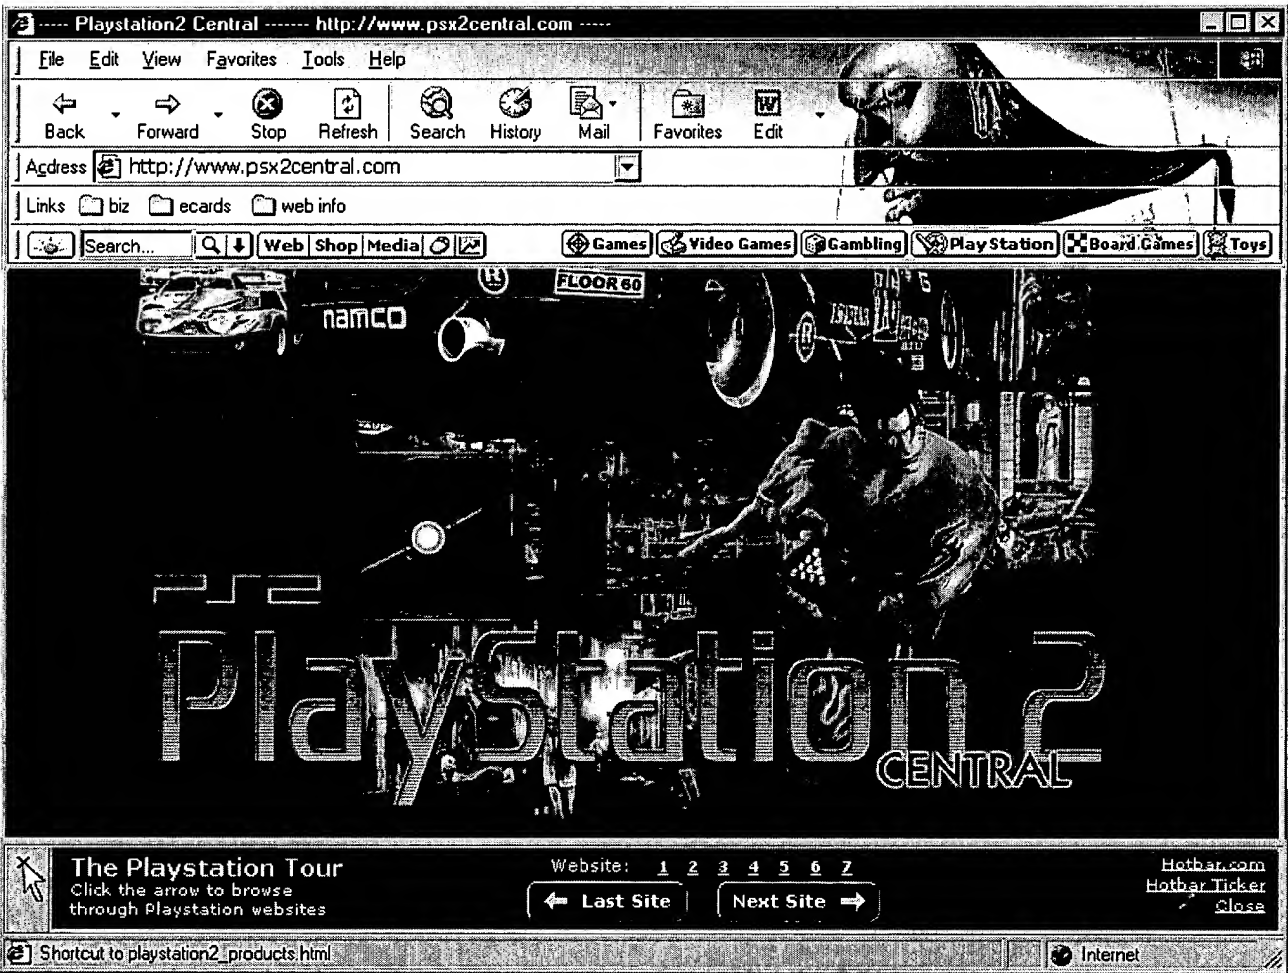 ----- Playstation2 Central ------- http://www.psx2central.com -----
File Edit View Favorites Tools Help
Back Forward Stop Refresh Search History Mail Favorites Edit
Address http://www.psx2central.com
Links biz ecards web info
Search... Web Shop Media Games Video Games Gambling PlayStation Board Games Toys
R FLOOR 60
namco
R
PS2
PlayStation 2
CENTRAL
The Playstation Tour
Click the arrow to browse
through Playstation websites
Website: 1 2 3 4 5 6 7
Last Site Next Site
Hotbar.com
Hotbar Ticker
Close
Shortcut to playstation2_products.html Internet